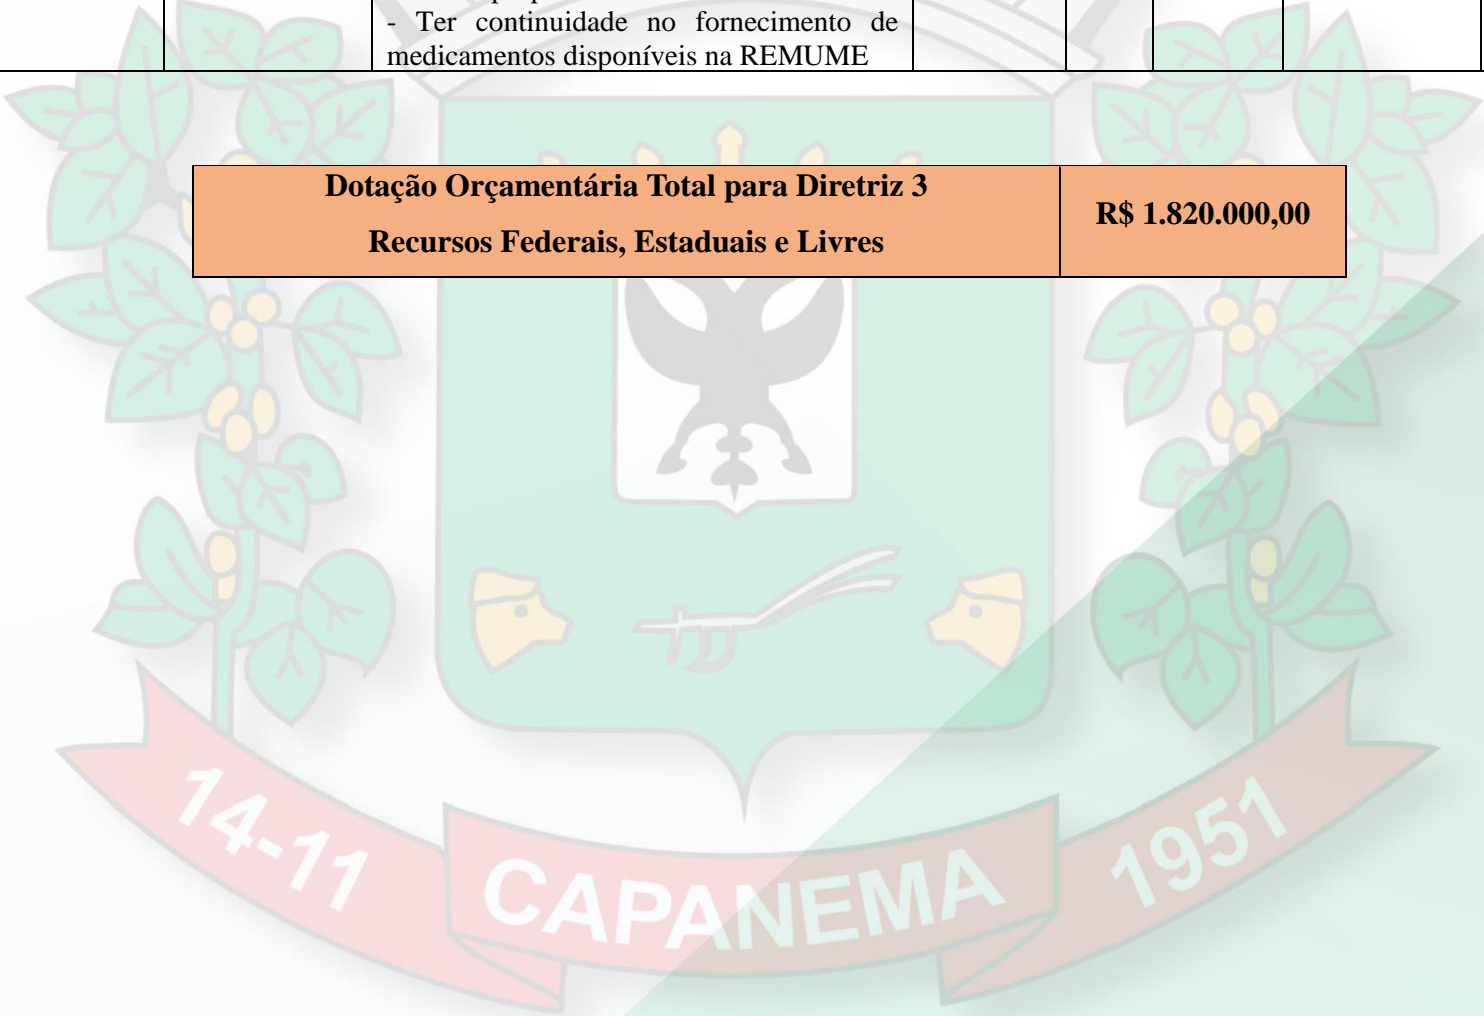 - Ter continuidade no fornecimento de
medicamentos disponíveis na REMUME
Dotação Orçamentária Total para Diretriz 3
Recursos Federais, Estaduais e Livres
R$ 1.820.000,00
14-11
CAPANEMA
1951